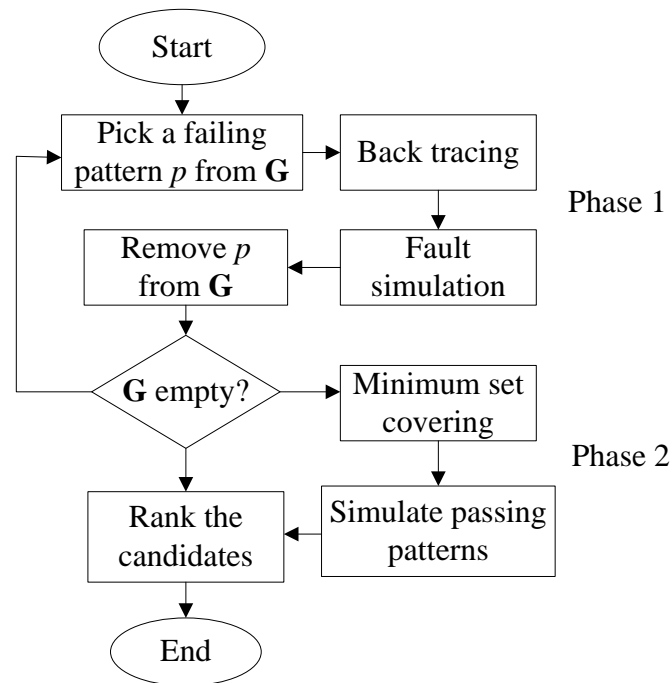 Start
Pick a failing
pattern p from G
Back tracing
Phase 1
Remove p
from G
Fault
simulation
G empty?
Minimum set
covering
Phase 2
Rank the
candidates
Simulate passing
patterns
End